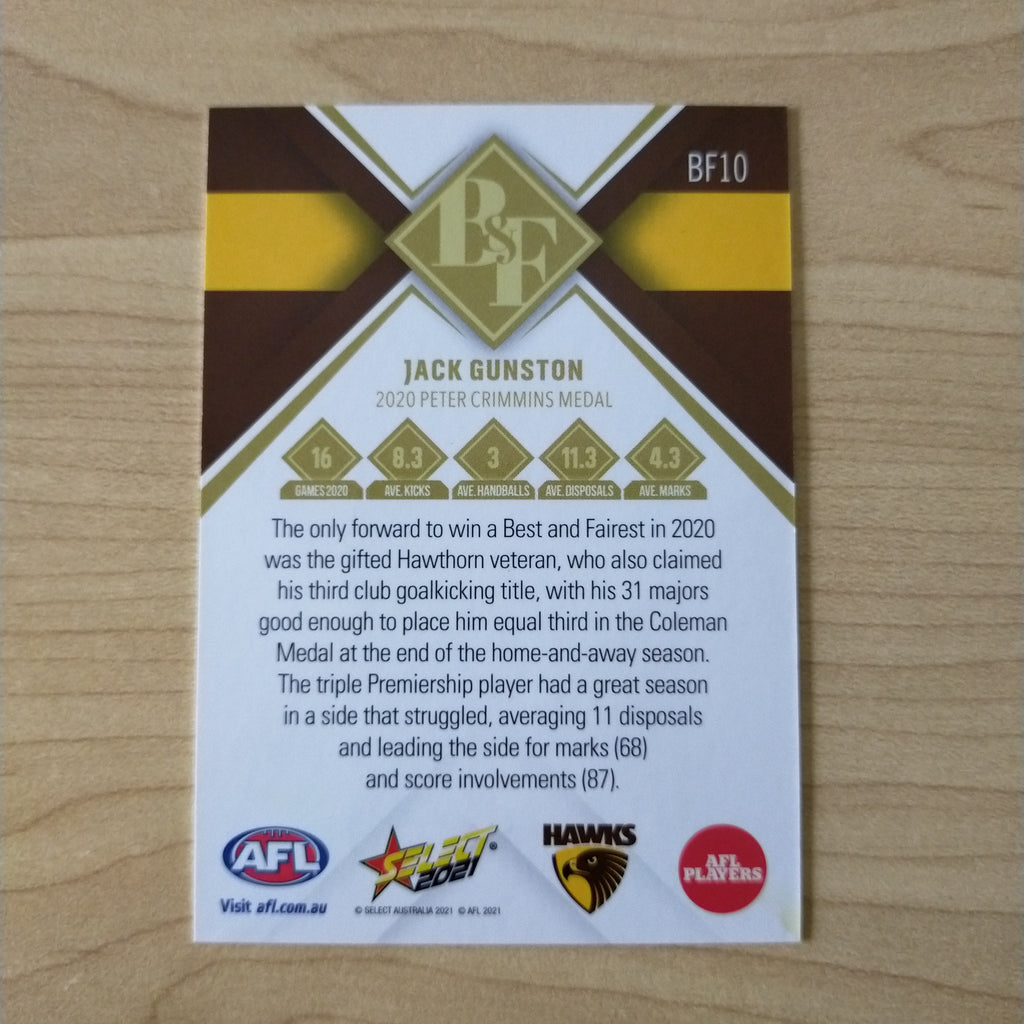 BF10
B&F
JACK GUNSTON
2020 PETER CRIMMINS MEDAL
16 8.3 3 11.3 4.3
GAMES 2020 AVE. KICKS AVE. HANDBALLS AVE. DISPOSALS AVE. MARKS
The only forward to win a Best and Fairest in 2020
was the gifted Hawthorn veteran, who also claimed
his third club goalkicking title, with his 31 majors
good enough to place him equal third in the Coleman
Medal at the end of the home-and-away season.
The triple Premiership player had a great season
in a side that struggled, averaging 11 disposals
and leading the side for marks (68)
and score involvements (87).
AFL
Visit afl.com.au
SELECT®
2021
© SELECT AUSTRALIA 2021 © AFL 2021
HAWKS
AFL
PLAYERS